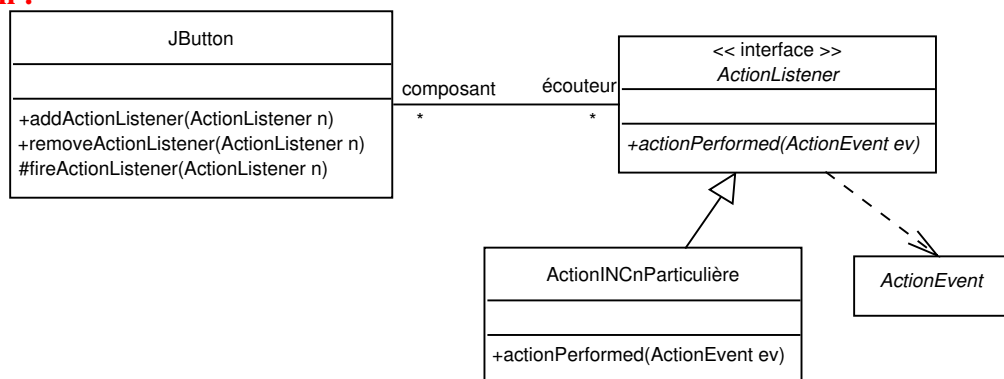 JButton
+addActionListener(ActionListener n)
+removeActionListener(ActionListener n)
#fireActionListener(ActionListener n)
composant
*
écouteur
*
<< interface >>
ActionListener
+actionPerformed(ActionEvent ev)
ActionINCnParticulière
+actionPerformed(ActionEvent ev)
ActionEvent